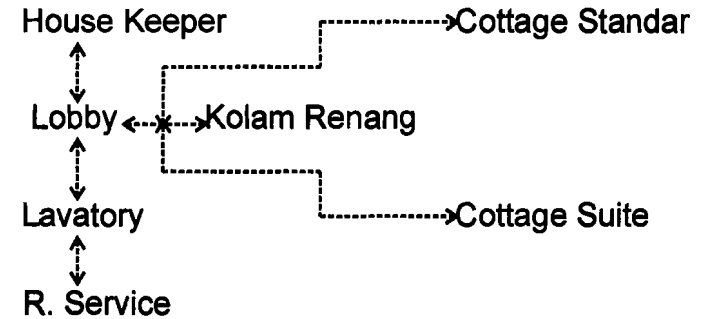 House Keeper
Cottage Standar
Lobby
Kolam Renang
Lavatory
Cottage Suite
R. Service